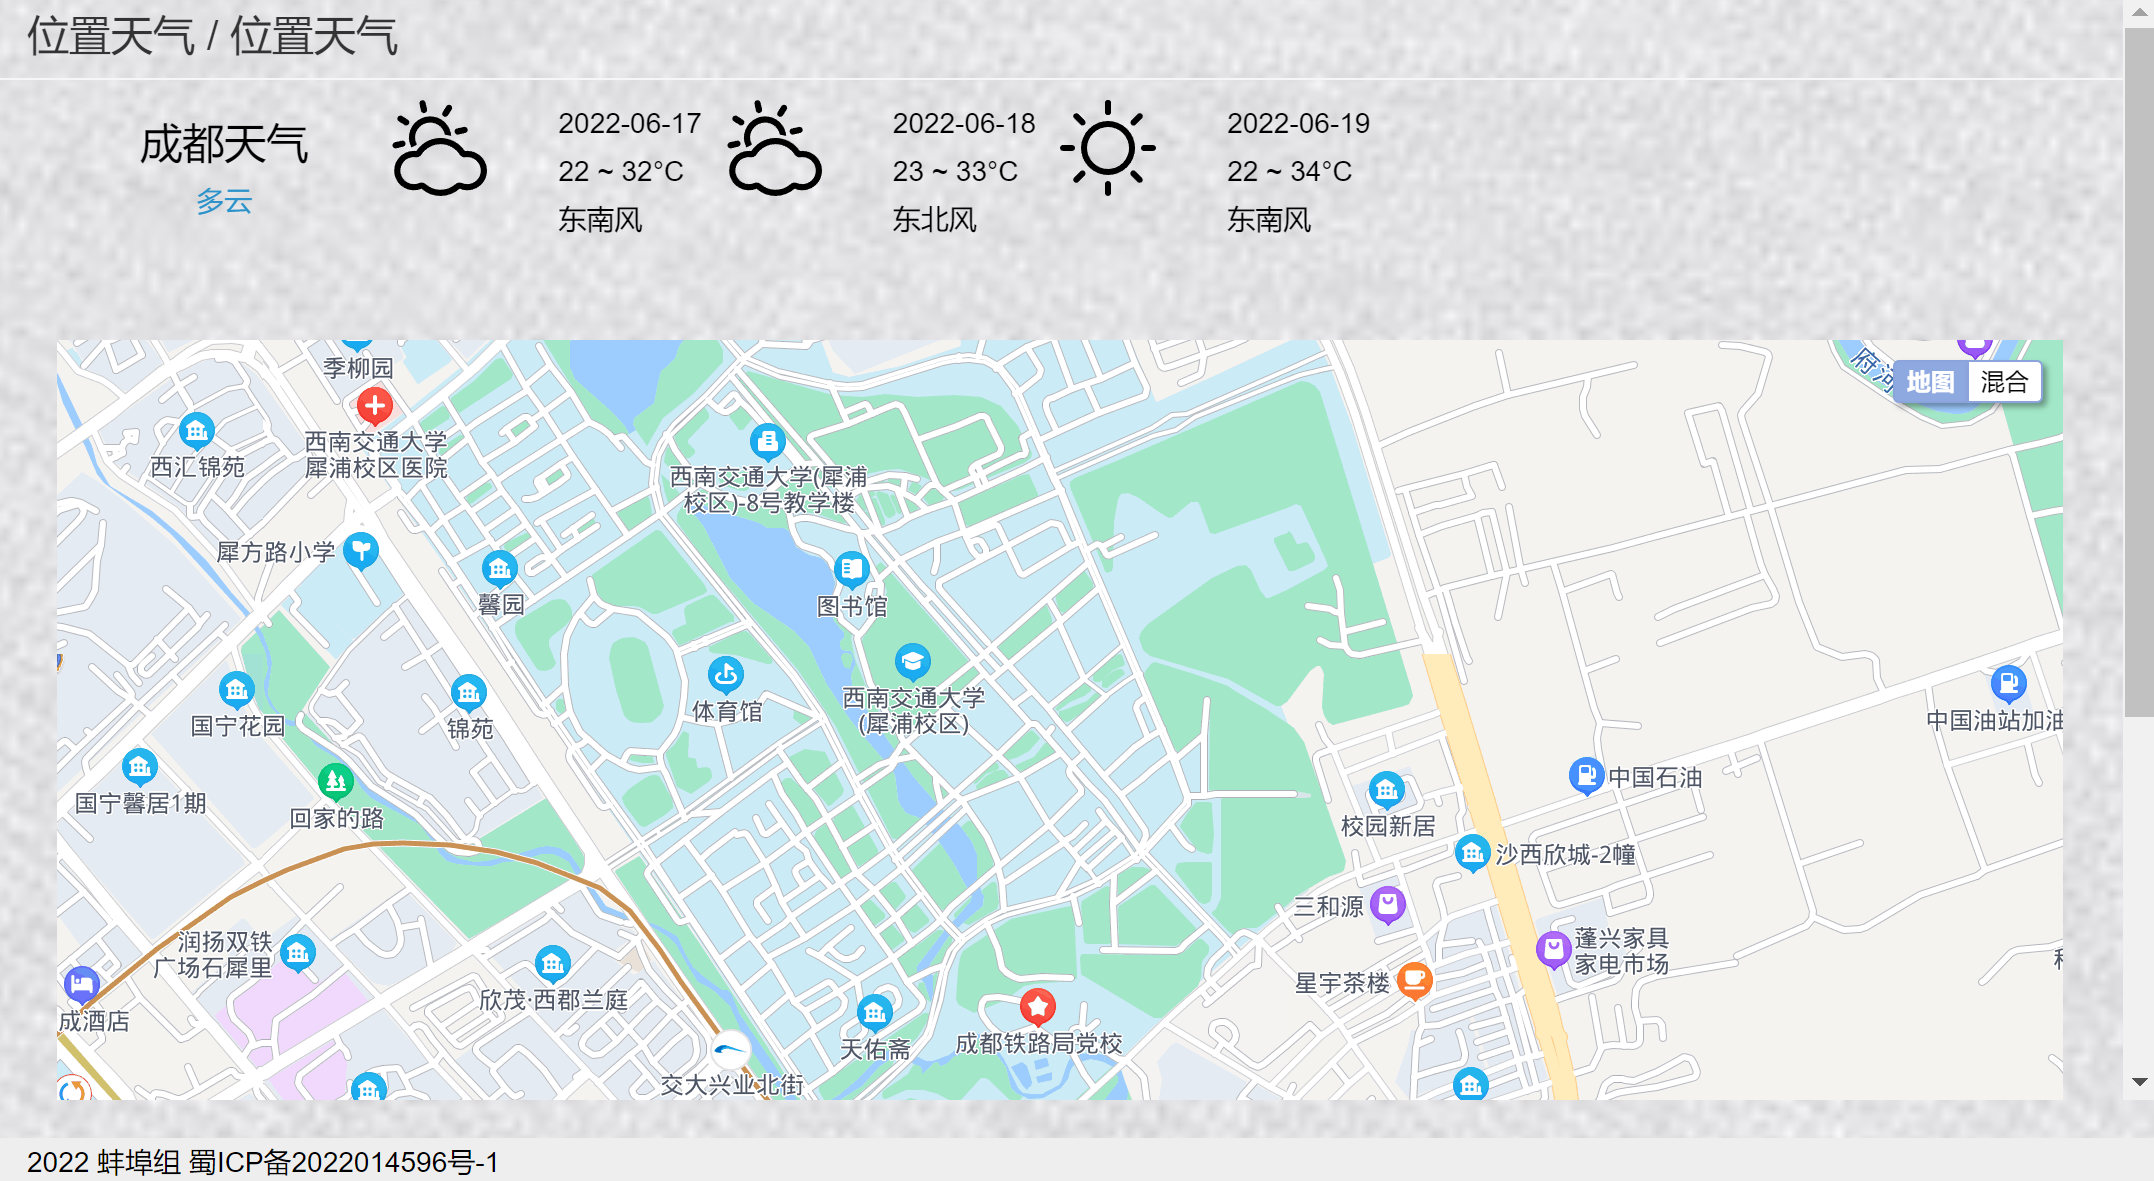 位置天气 / 位置天气
成都天气
多云
2022-06-17
22 ~ 32°C
东南风
2022-06-18
23 ~ 33°C
东北风
2022-06-19
22 ~ 34°C
东南风
季柳园
府河
地图
混合
西南交通大学
犀浦校区医院
西汇锦苑
西南交通大学(犀浦
校区)-8号教学楼
犀方路小学
馨园
图书馆
西南交通大学
(犀浦校区)
体育馆
国宁花园
锦苑
中国油站加油
国宁馨居1期
回家的路
中国石油
校园新居
沙西欣城-2幢
三和源
润扬双铁
广场石犀里
蓬兴家具
家电市场
星宇茶楼
欣茂·西郡兰庭
成酒店
天佑斋
成都铁路局党校
交大兴业北街
2022 蚌埠组 蜀ICP备2022014596号-1